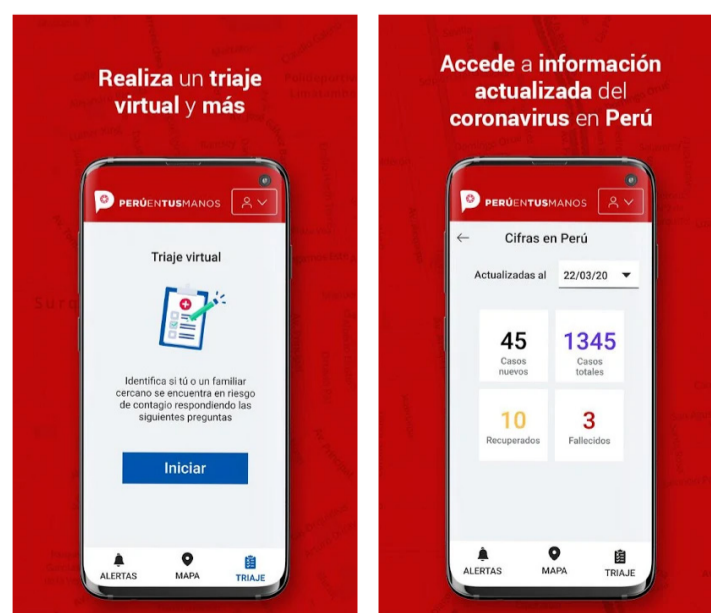 Realiza un triaje
virtual y más
PERÚENTUSMANOS
Triaje virtual
Identifica si tú o un familiar
cercano se encuentra en riesgo
de contagio respondiendo las
siguientes preguntas
Iniciar
ALERTAS
MAPA
TRIAJE
Accede a información
actualizada del
coronavirus en Perú
PERÚENTUSMANOS
Cifras en Perú
Actualizadas al 22/03/20
45
Casos
nuevos
1345
Casos
totales
10
Recuperados
3
Fallecidos
ALERTAS
MAPA
TRIAJE